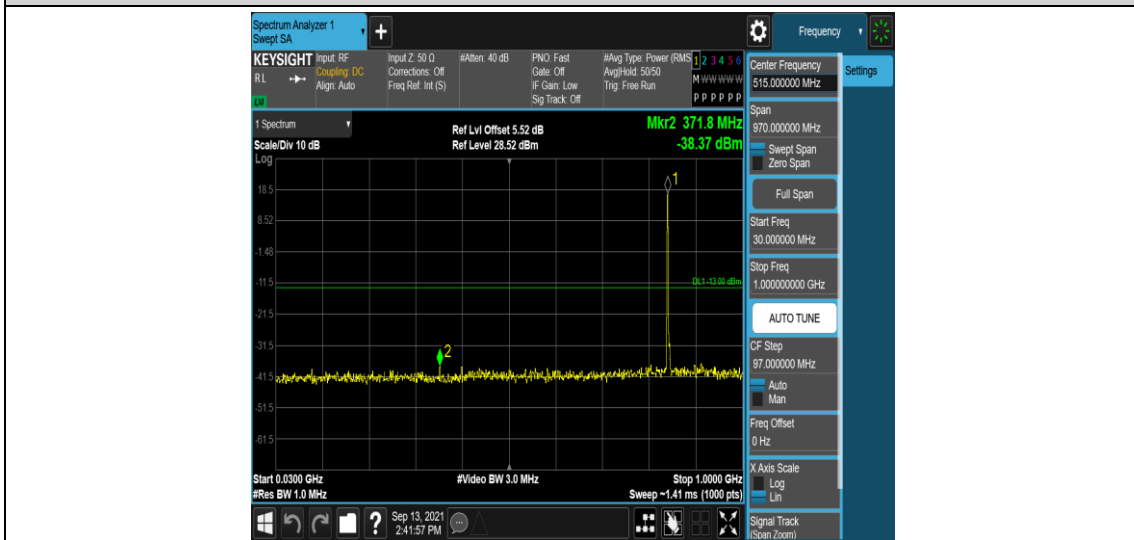 Spectrum Analyzer 1
Swept SA
+
Frequency
KEYSIGHT
RL
LXI
Input: RF
Coupling: DC
Align: Auto
Input Z: 50 Ω
Corrections: Off
Freq Ref: Int (S)
#Atten: 40 dB
PNO: Fast
Gate: Off
IF Gain: Low
Sig Track: Off
#Avg Type: Power (RMS
Avg|Hold: 50/50
Trig: Free Run
1 2 3 4 5 6
M W W W W W
P P P P P P
1 Spectrum
Scale/Div 10 dB
Log
Ref Lvl Offset 5.52 dB
Ref Level 28.52 dBm
Mkr2 371.8 MHz
-38.37 dBm
18.5
8.52
-1.48
-11.5
-21.5
-31.5
-41.5
-51.5
-61.5
1
DL1 -13.00 dBm
2
Start 0.0300 GHz
#Res BW 1.0 MHz
#Video BW 3.0 MHz
Stop 1.0000 GHz
Sweep ~1.41 ms (1000 pts)
?
Sep 13, 2021
2:41:57 PM
Center Frequency
515.000000 MHz
Settings
Span
970.000000 MHz
Swept Span
Zero Span
Full Span
Start Freq
30.000000 MHz
Stop Freq
1.000000000 GHz
AUTO TUNE
CF Step
97.000000 MHz
Auto
Man
Freq Offset
0 Hz
X Axis Scale
Log
Lin
Signal Track
(Span Zoom)